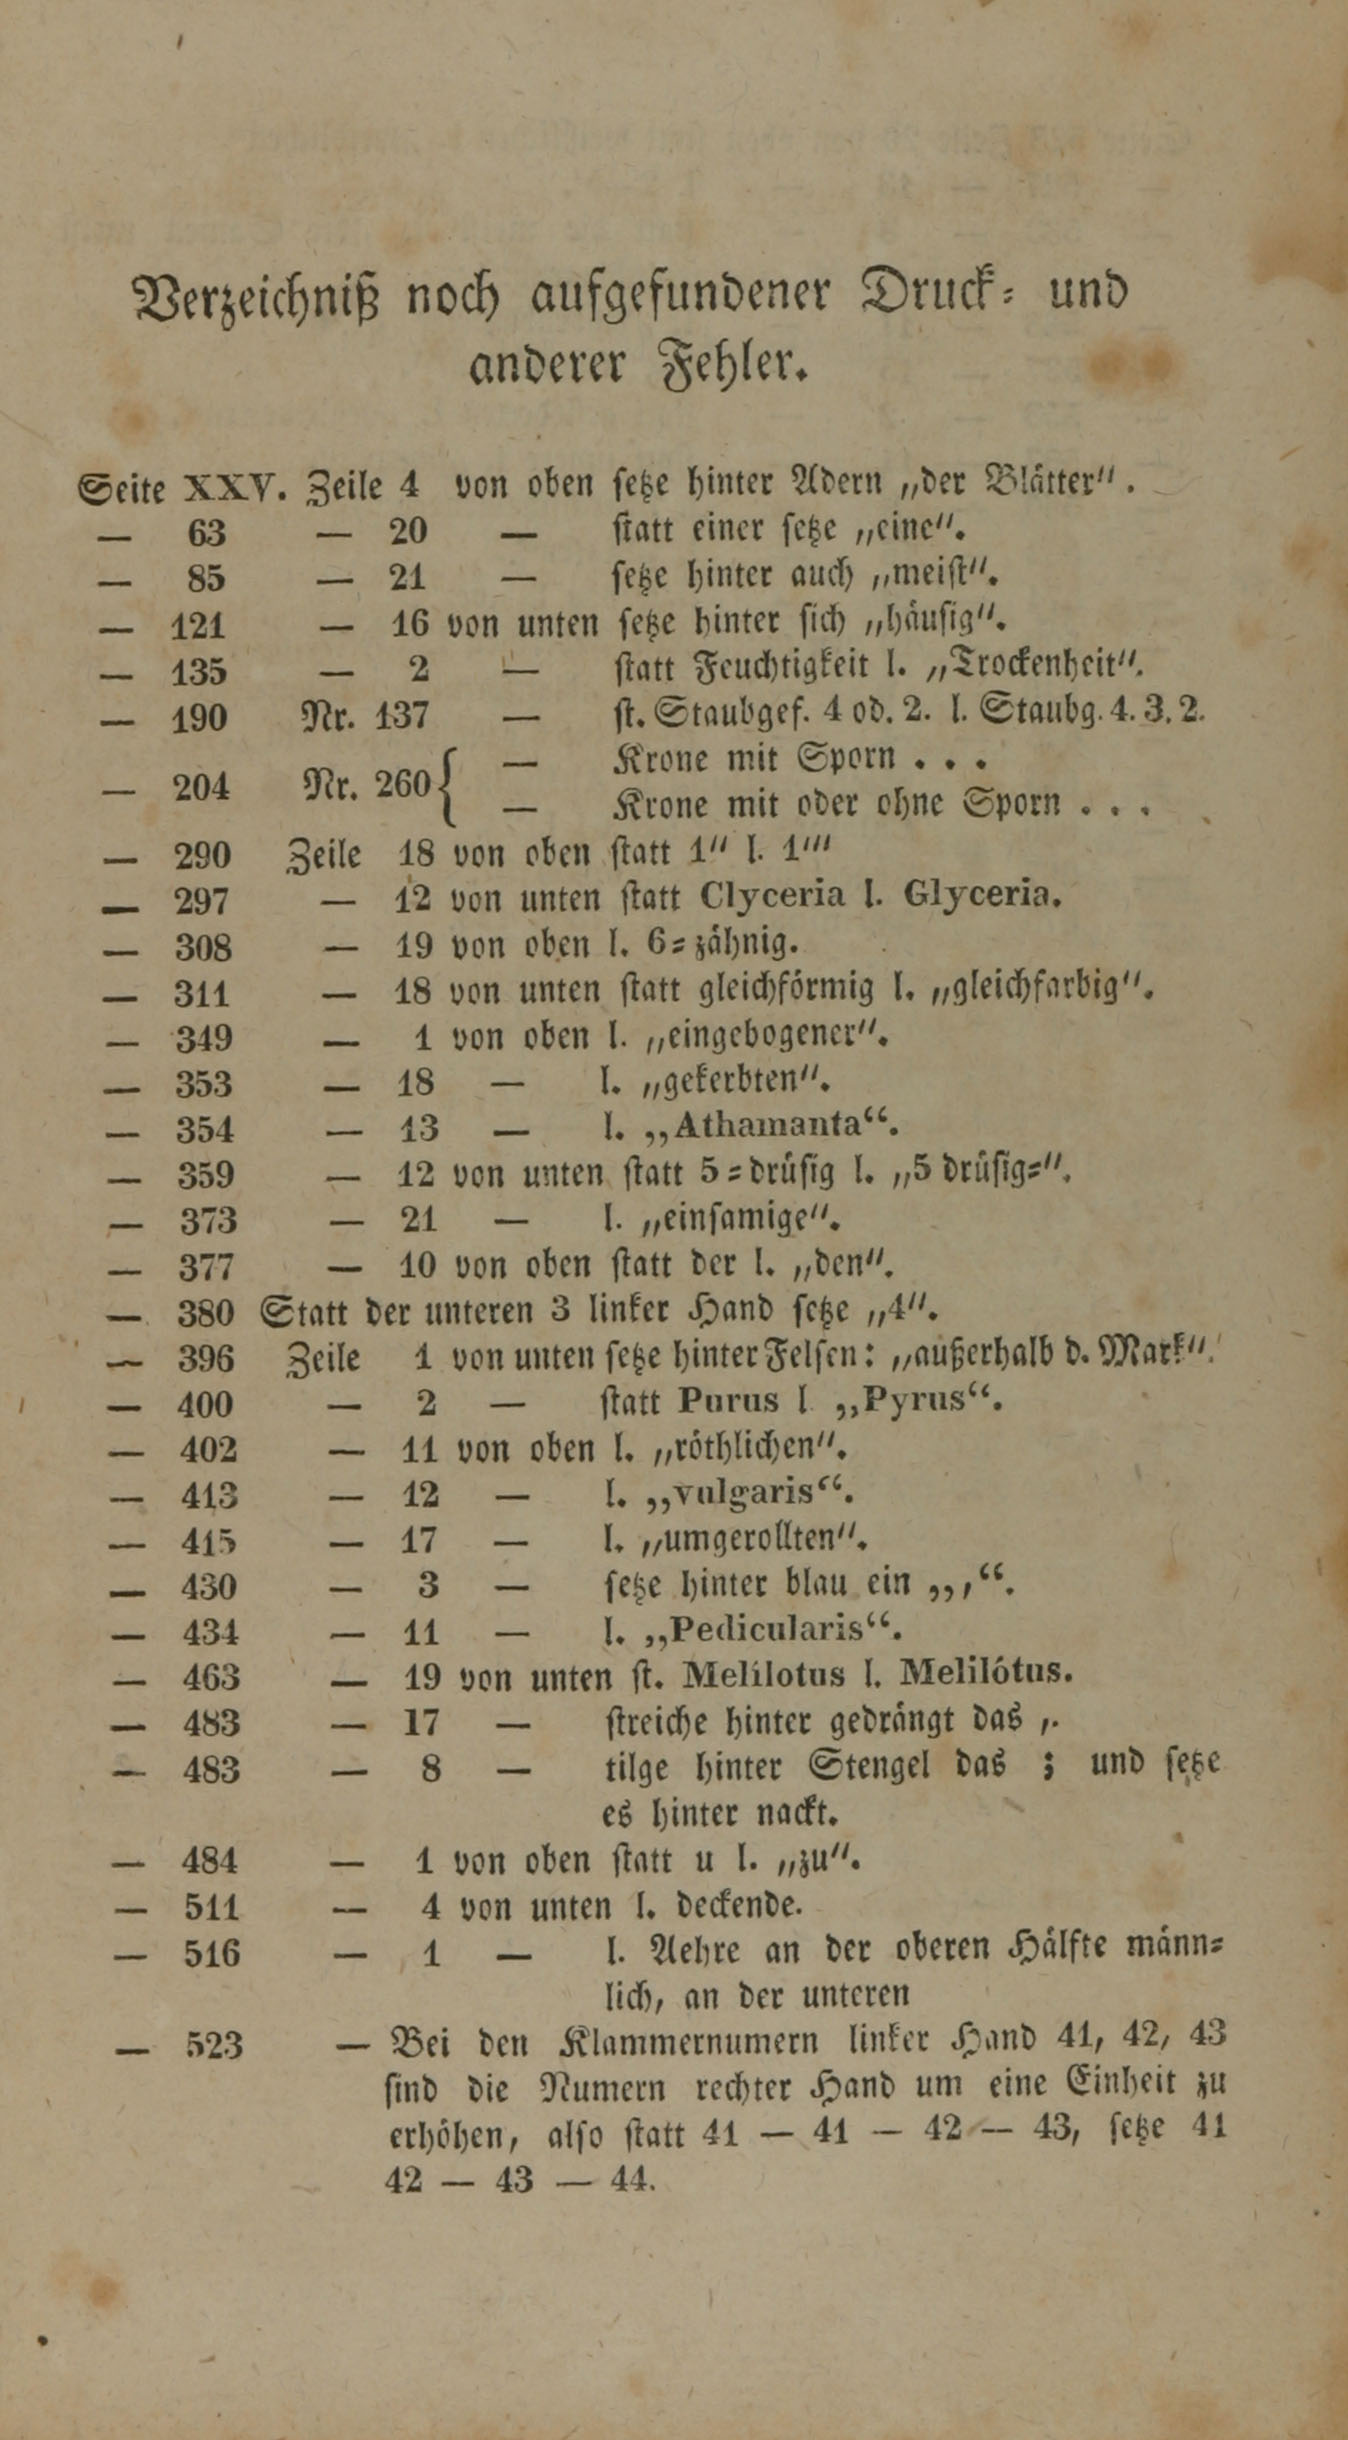 Verzeichniß noch aufgefundener Druck- und
anderer Fehler.
Seite XXV. Zeile 4 von oben setze hinter Adern „der Blätter".
— 63 — 20 — statt einer setze „eine".
— 85 — 21 — setze hinter auch „meist".
— 121 — 16 von unten setze hinter sich „häufig".
— 135 — 2 — statt Feuchtigkeit l. „Trockenheit".
— 190 Nr. 137 — st. Staubgef. 4 od. 2. l. Staubg. 4. 3. 2.
— 204 Nr. 260 { — Krone mit Sporn . . .
— Krone mit oder ohne Sporn . . .
— 290 Zeile 18 von oben statt 1" l. 1'''
— 297 — 12 von unten statt Clyceria l. Glyceria.
— 308 — 19 von oben l. 6-zähnig.
— 311 — 18 von unten statt gleichförmig l. „gleichfarbig".
— 349 — 1 von oben l. „eingebogener".
— 353 — 18 — l. „gekerbten".
— 354 — 13 — l. „Athamanta“.
— 359 — 12 von unten statt 5-drüsig l. „5 drüsig-".
— 373 — 21 — l. „einsamige".
— 377 — 10 von oben statt der l. „den".
— 380 Statt der unteren 3 linker Hand setze „4".
— 396 Zeile 1 von unten setze hinter Felsen: „außerhalb d. Mark".
— 400 — 2 — statt Purus l „Pyrus“.
— 402 — 11 von oben l. „röthlichen".
— 413 — 12 — l. „vulgaris“.
— 415 — 17 — l. „umgerollten".
— 430 — 3 — setze hinter blau ein „,“.
— 434 — 11 — l. „Pedicularis“.
— 463 — 19 von unten st. Melílotus l. Melilótus.
— 483 — 17 — streiche hinter gedrängt das ,.
— 483 — 8 — tilge hinter Stengel das ; und setze
es hinter nackt.
— 484 — 1 von oben statt u l. „zu".
— 511 — 4 von unten l. deckende.
— 516 — 1 — l. Aehre an der oberen Hälfte männ-
lich, an der unteren
— 523 — Bei den Klammernumern linker Hand 41, 42, 43
sind die Numern rechter Hand um eine Einheit zu
erhöhen, also statt 41 — 41 — 42 — 43, setze 41
42 — 43 — 44.